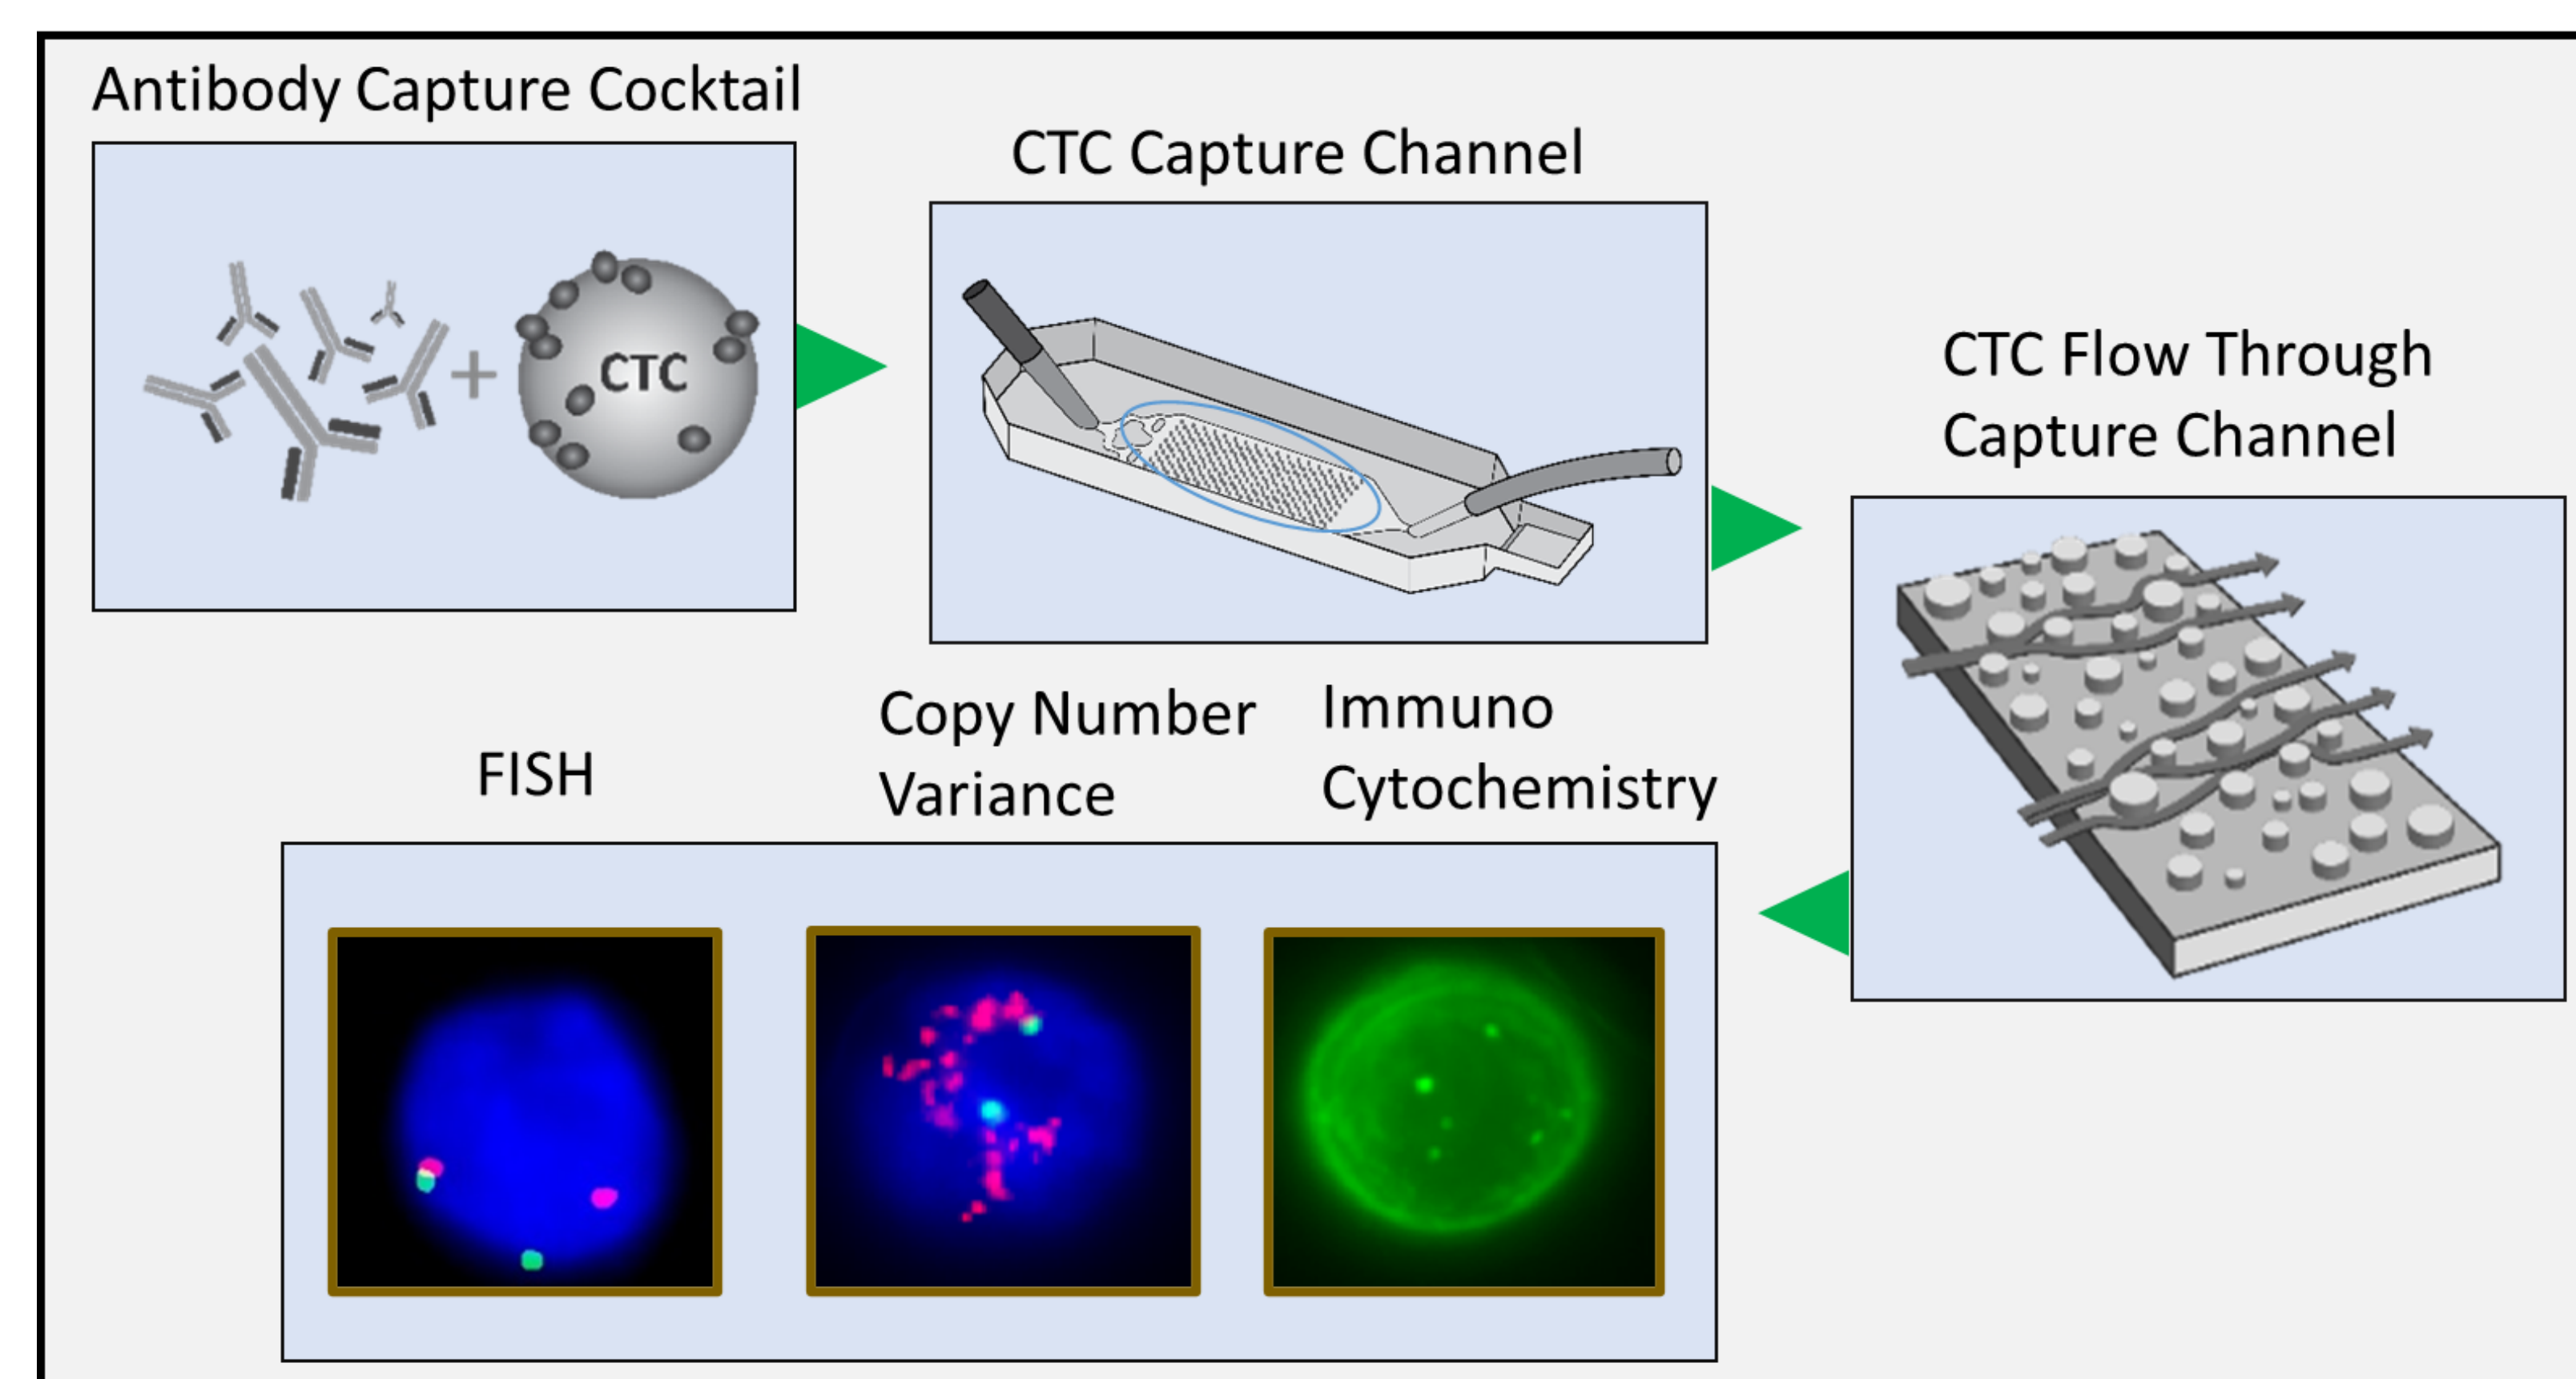 Antibody Capture Cocktail
CTC
CTC Capture Channel
CTC Flow Through
Capture Channel
FISH
Copy Number
Variance
Immuno
Cytochemistry